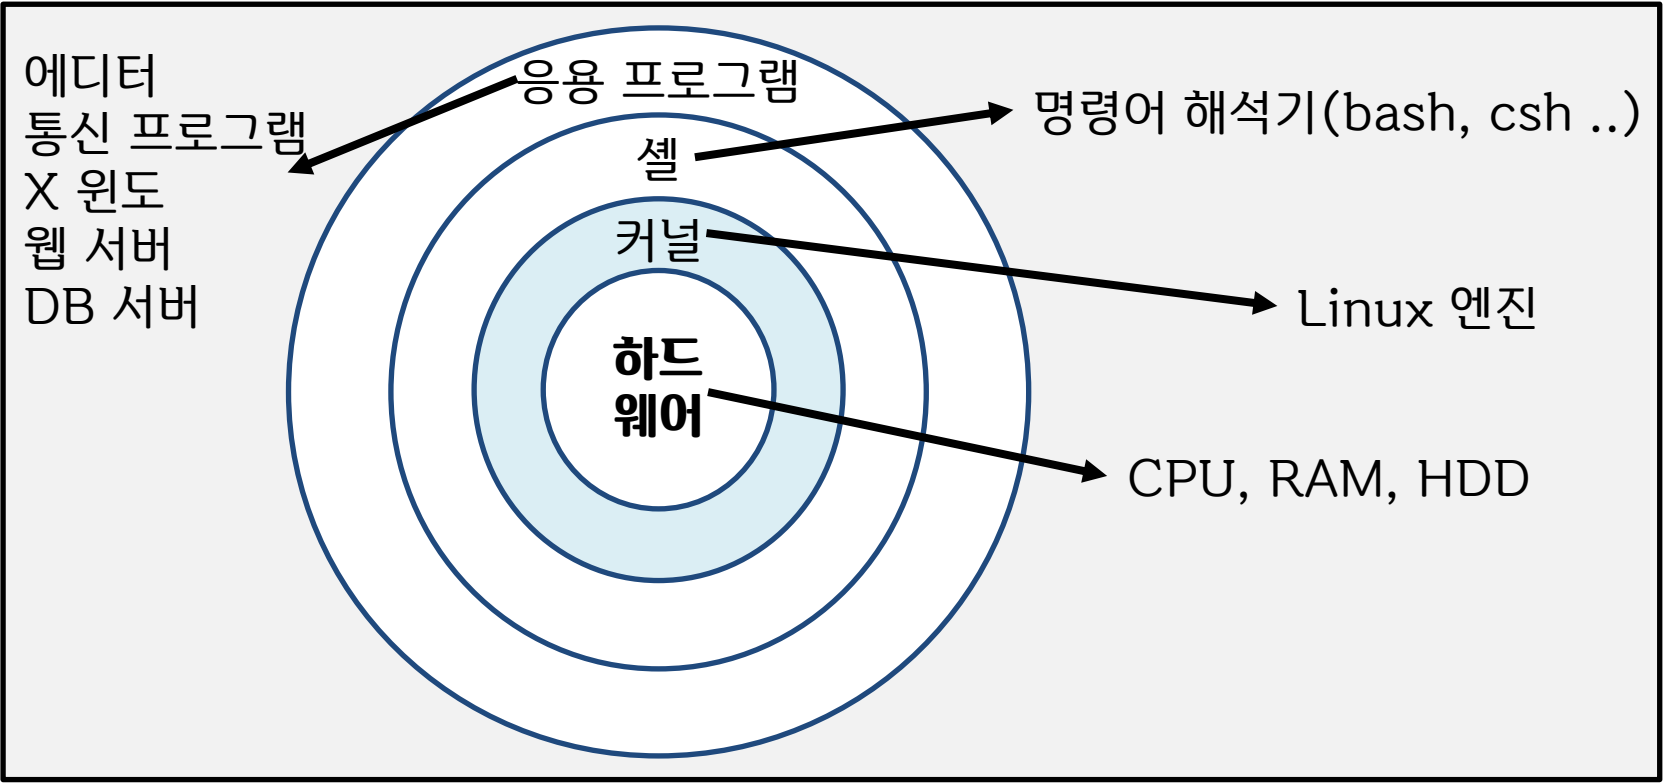 에디터
통신 프로그램
X 윈도
웹 서버
DB 서버
응용 프로그램
셸
커널
하드
웨어
명령어 해석기(bash, csh ..)
Linux 엔진
CPU, RAM, HDD